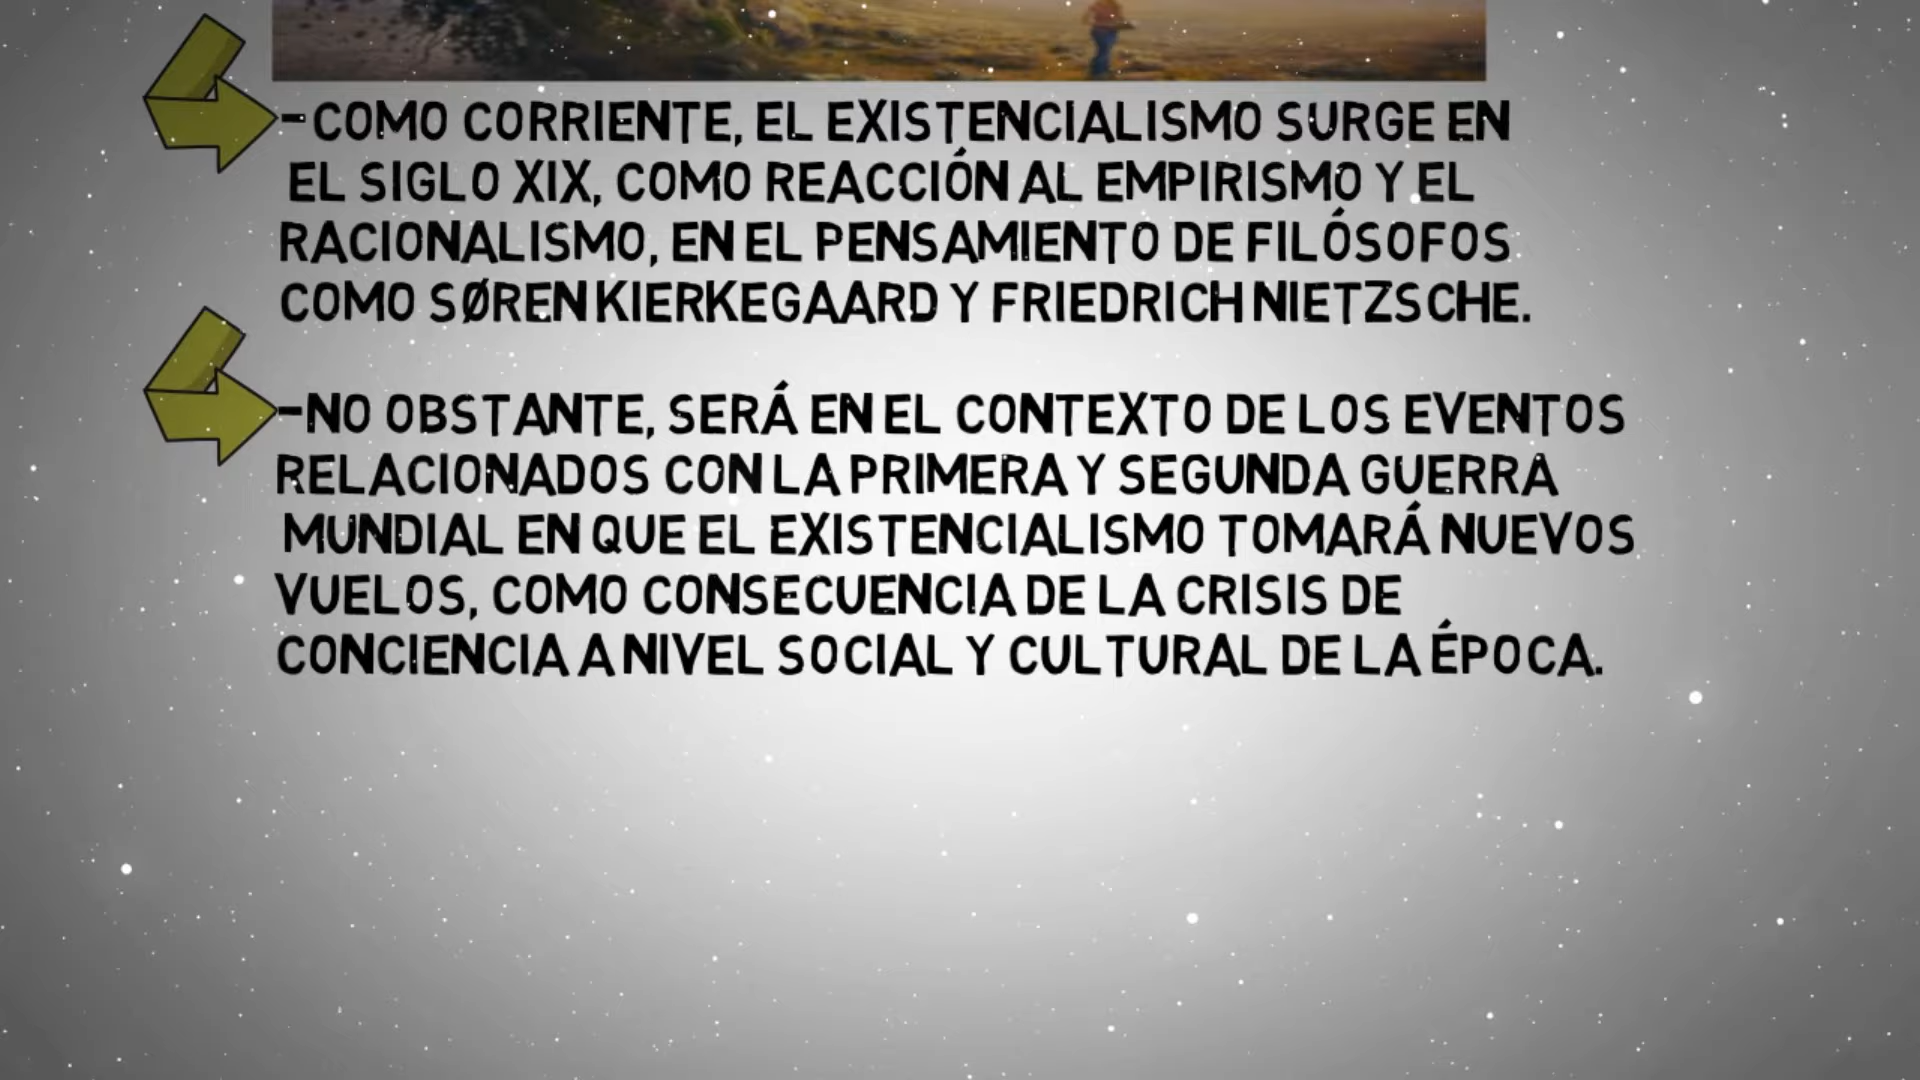 -COMO CORRIENTE, EL EXISTENCIALISMO SURGE EN
EL SIGLO XIX, COMO REACCIÓN AL EMPIRISMO Y EL
RACIONALISMO, EN EL PENSAMIENTO DE FILÓSOFOS
COMO SØREN KIERKEGAARD Y FRIEDRICH NIETZSCHE.
-NO OBSTANTE, SERÁ EN EL CONTEXTO DE LOS EVENTOS
RELACIONADOS CON LA PRIMERA Y SEGUNDA GUERRA
MUNDIAL EN QUE EL EXISTENCIALISMO TOMARÁ NUEVOS
VUELOS, COMO CONSECUENCIA DE LA CRISIS DE
CONCIENCIA A NIVEL SOCIAL Y CULTURAL DE LA ÉPOCA.